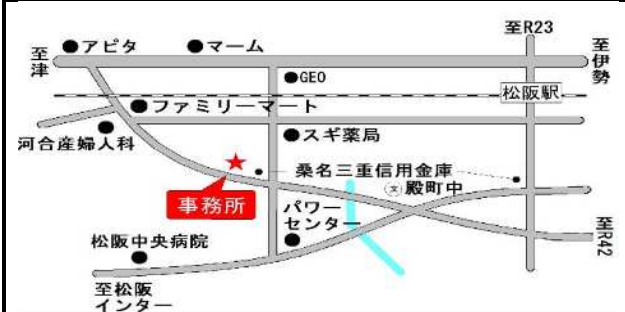 至R23
至津
アピタ
マーム
至伊勢
GEO
松阪駅
ファミリーマート
河合産婦人科
スギ薬局
桑名三重信用金庫
文 殿町中
事務所
パワー
センター
至R42
松阪中央病院
至松阪
インター